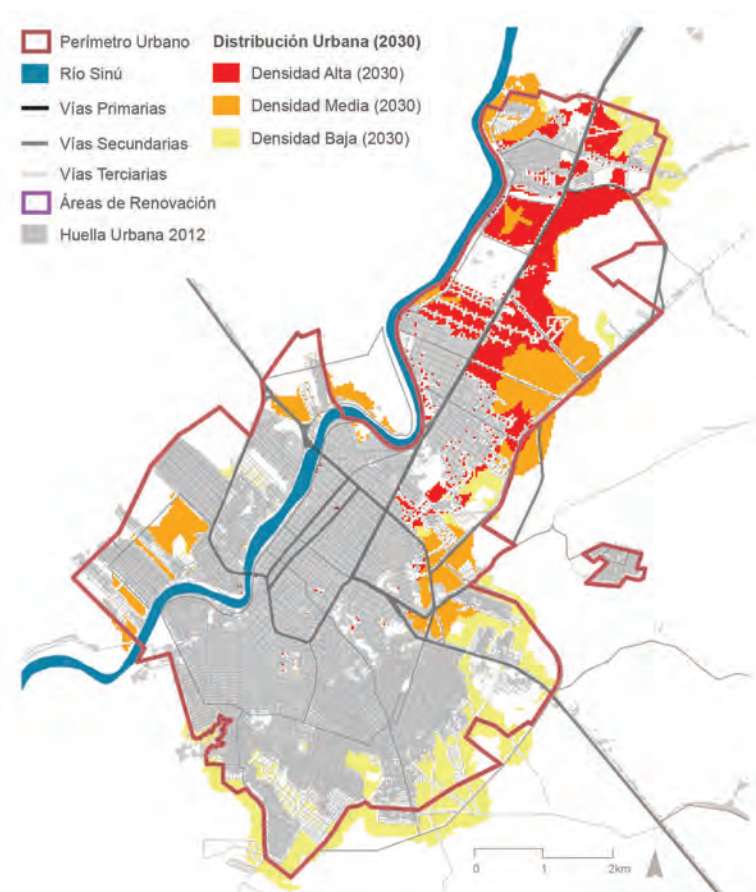 Perímetro Urbano
Río Sinú
Vías Primarias
Vías Secundarias
Vías Terciarias
Áreas de Renovación
Huella Urbana 2012
Distribución Urbana (2030)
Densidad Alta (2030)
Densidad Media (2030)
Densidad Baja (2030)
0 1 2km